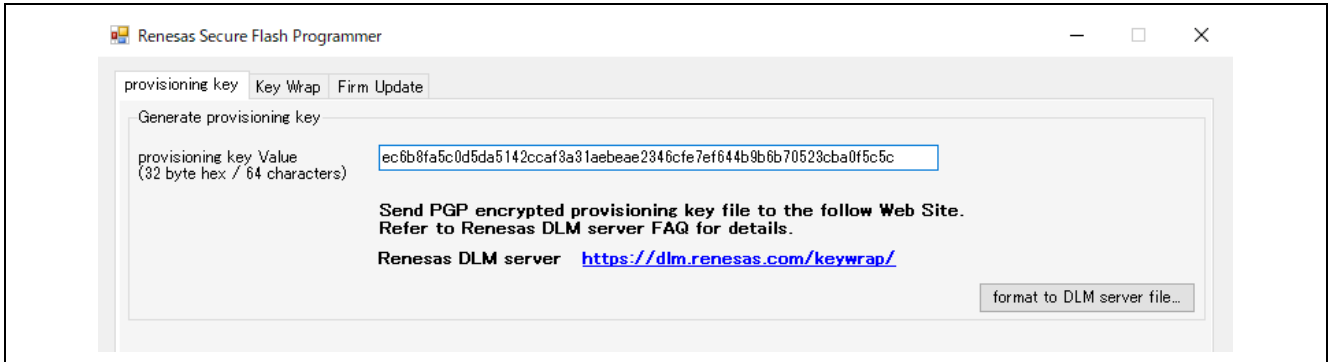 Renesas Secure Flash Programmer
provisioning key Key Wrap Firm Update
Generate provisioning key
provisioning key Value
(32 byte hex / 64 characters)
ec6b8fa5c0d5da5142ccaf3a31aebeae2346cfe7ef644b9b6b70523cba0f5c5c
Send PGP encrypted provisioning key file to the follow Web Site.
Refer to Renesas DLM server FAQ for details.
Renesas DLM server https://dlm.renesas.com/keywrap/
format to DLM server file...